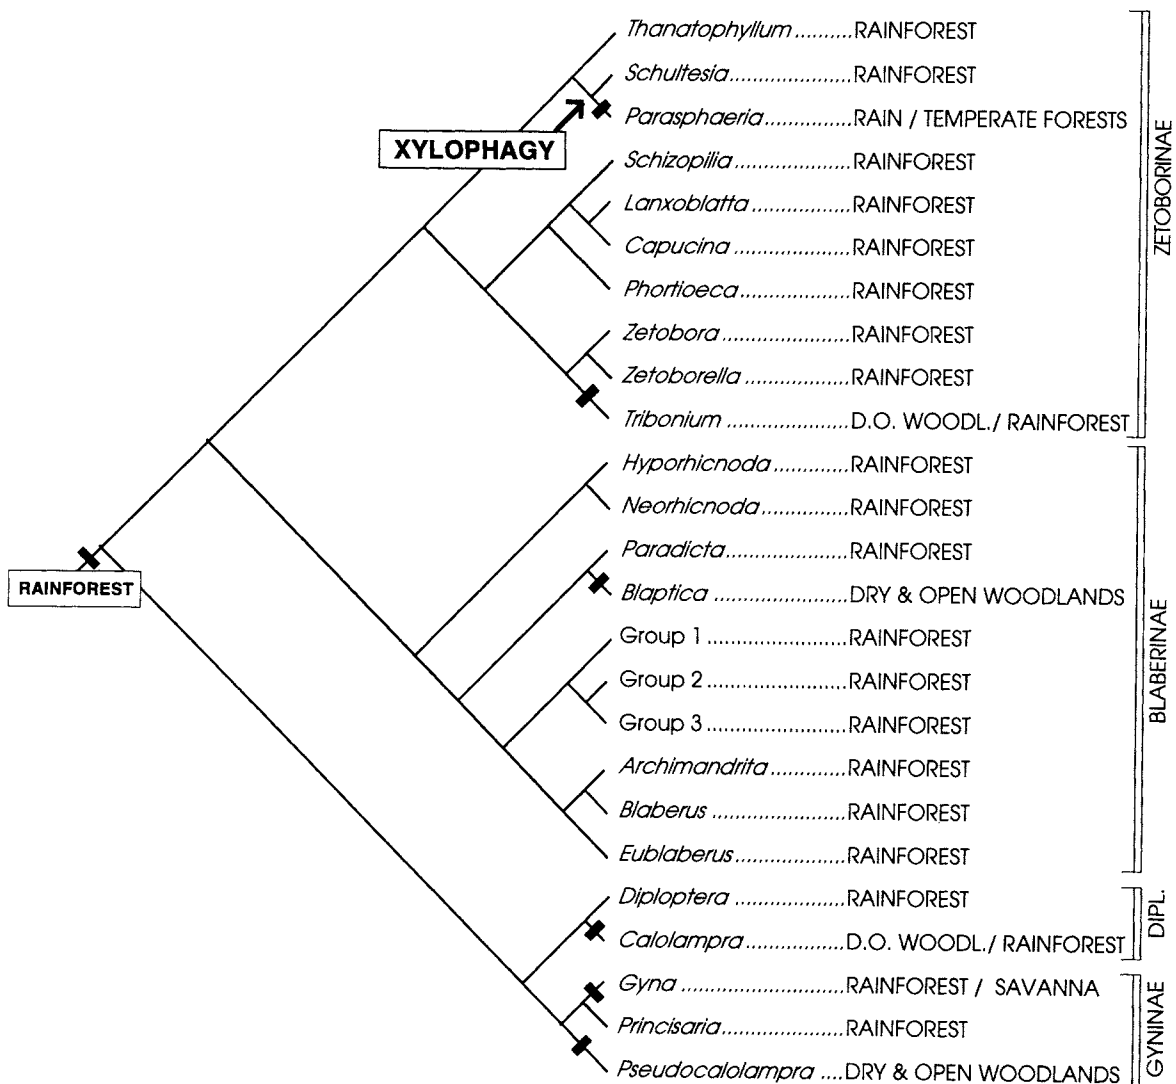 Thanatophyllum..........RAINFOREST
Schultesia.....................RAINFOREST
Parasphaeria...............RAIN / TEMPERATE FORESTS
XYLOPHAGY
Schizopilia.....................RAINFOREST
Lanxoblatta..................RAINFOREST
Capucina.....................RAINFOREST
Phortioeca...................RAINFOREST
Zetobora.....................RAINFOREST
Zetoborella..................RAINFOREST
Tribonium ....................D.O. WOODL./ RAINFOREST
ZETOBORINAE
Hyporhicnoda..............RAINFOREST
Neorhicnoda................RAINFOREST
Paradicta.....................RAINFOREST
RAINFOREST
Blaptica ........................DRY & OPEN WOODLANDS
Group 1 .......................RAINFOREST
Group 2 .......................RAINFOREST
Group 3 .......................RAINFOREST
Archimandrita..............RAINFOREST
Blaberus .......................RAINFOREST
Eublaberus...................RAINFOREST
BLABERINAE
Diploptera ...................RAINFOREST
Calolampra.................D.O. WOODL./ RAINFOREST
DIPL.
Gyna ............................RAINFOREST / SAVANNA
Princisaria.....................RAINFOREST
Pseudocalolampra ....DRY & OPEN WOODLANDS
GYNINAE